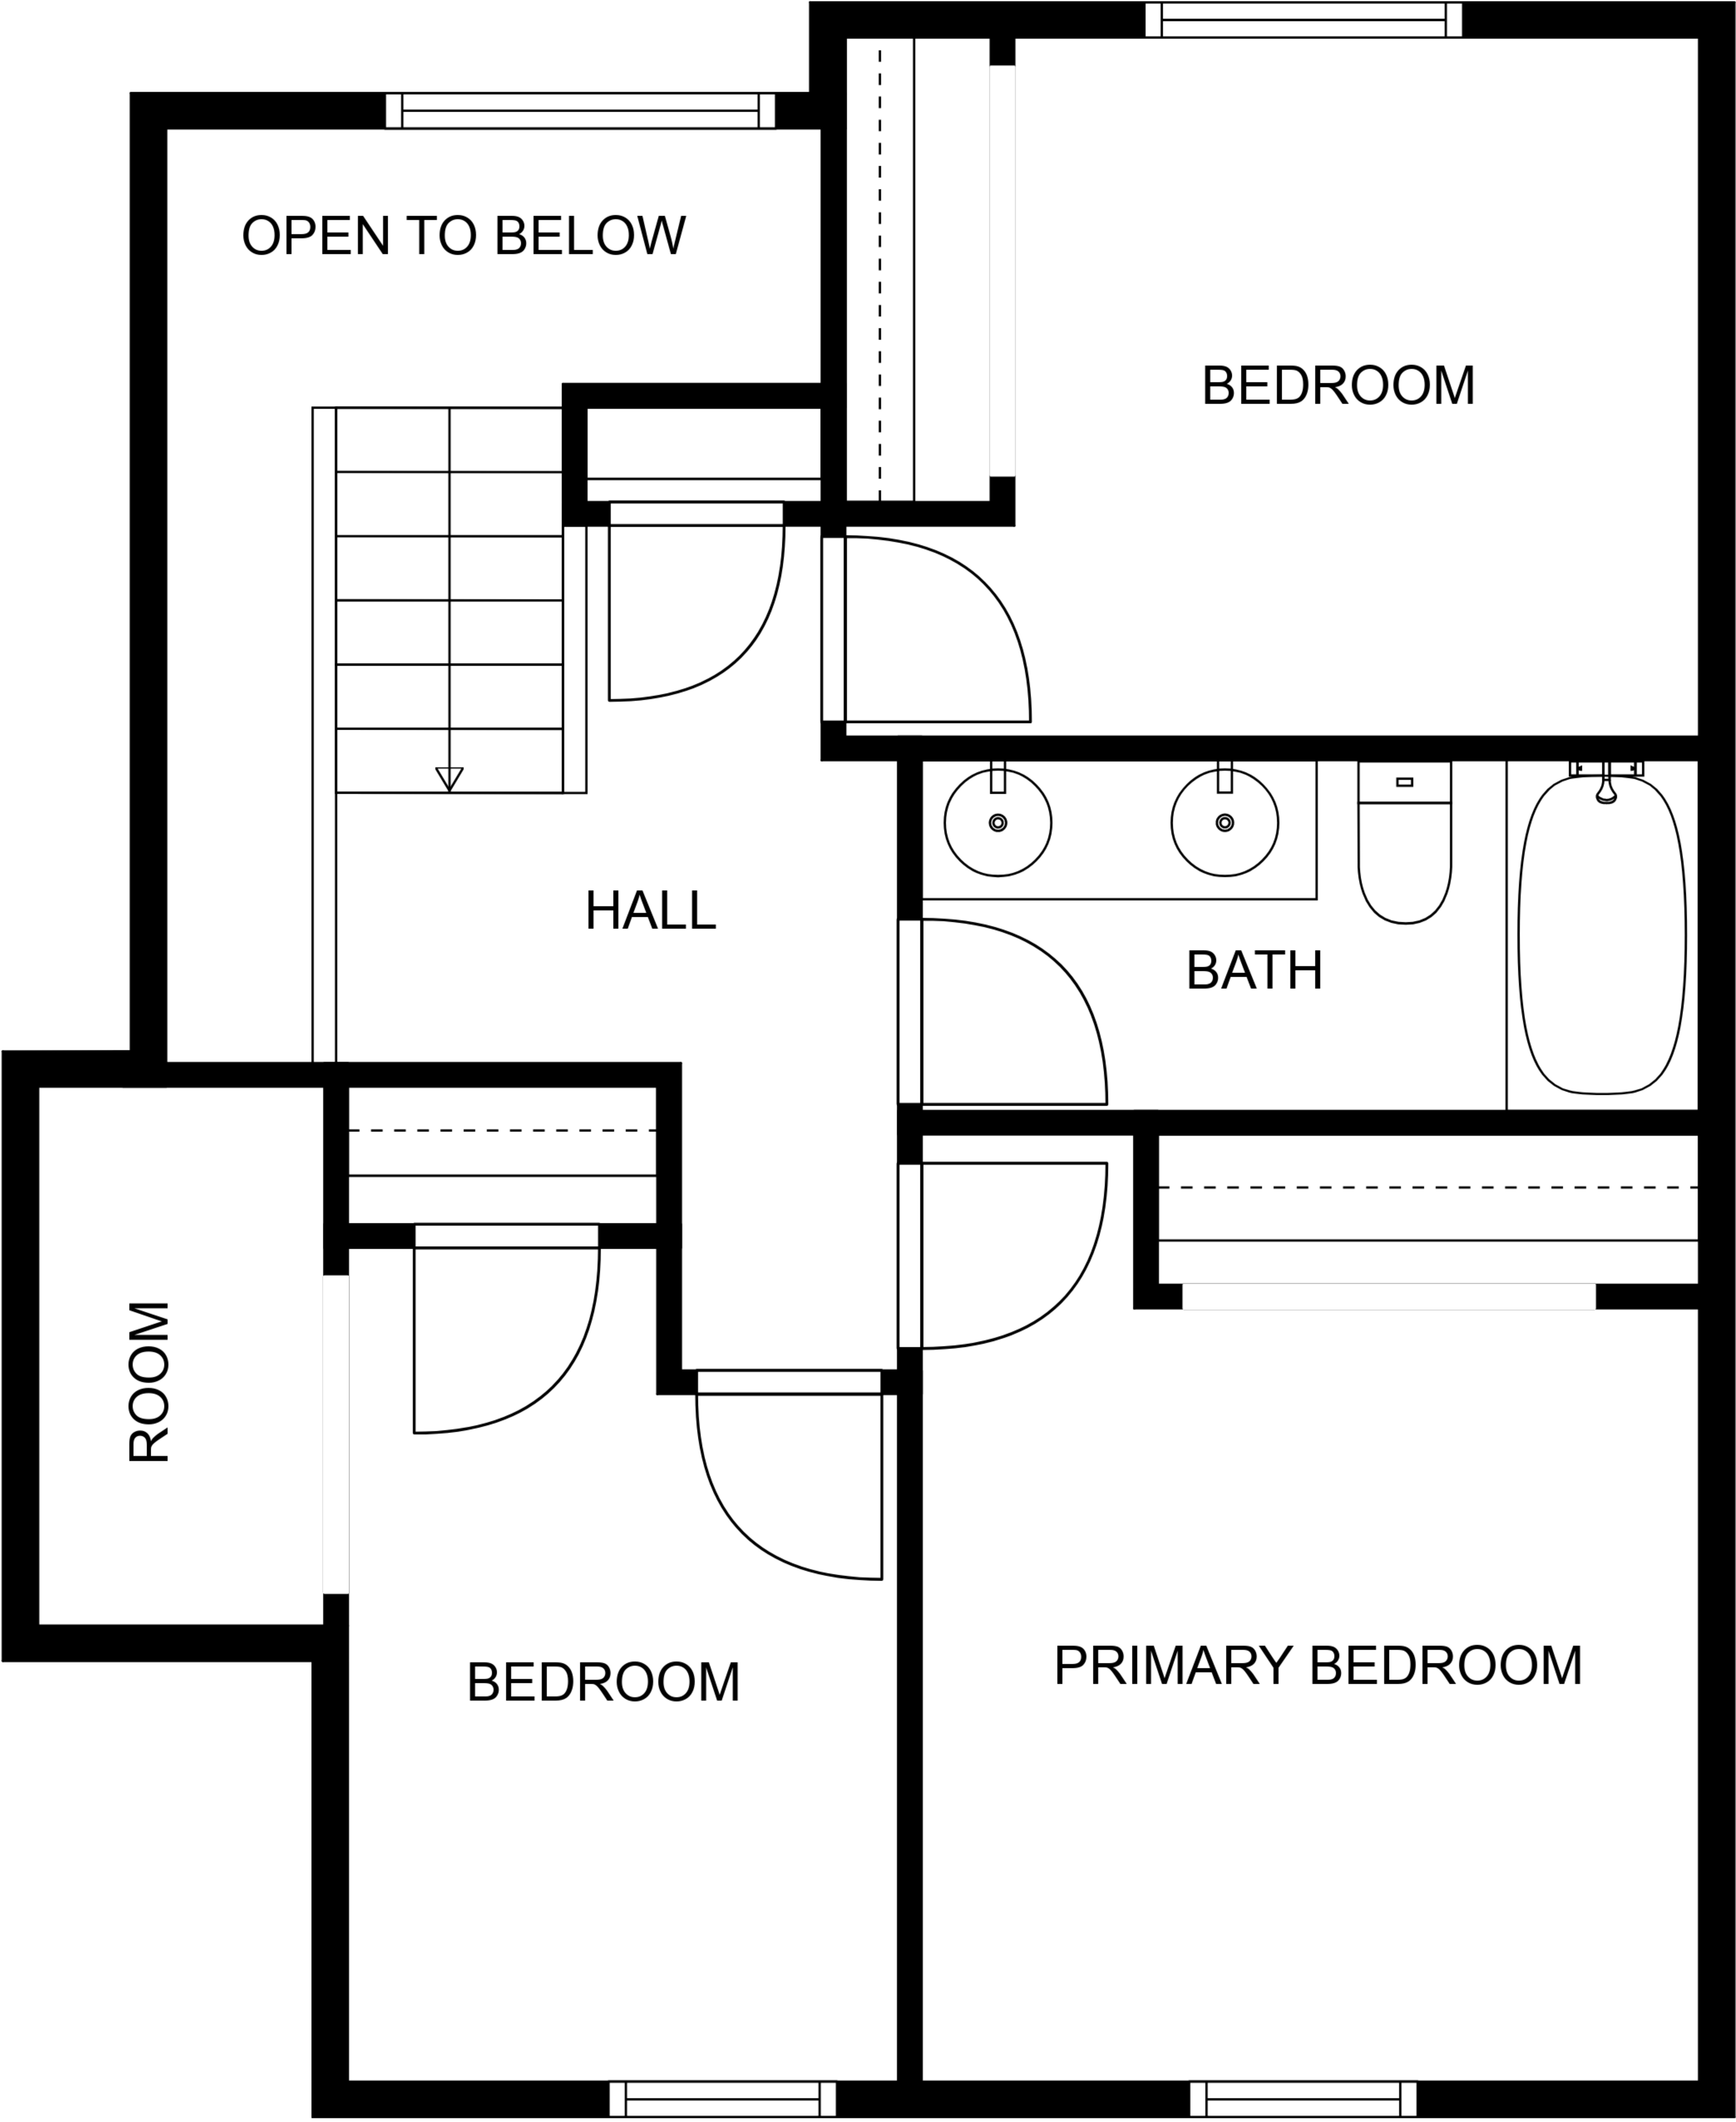 OPEN TO BELOW
BEDROOM
HALL
BATH
ROOM
BEDROOM
PRIMARY BEDROOM